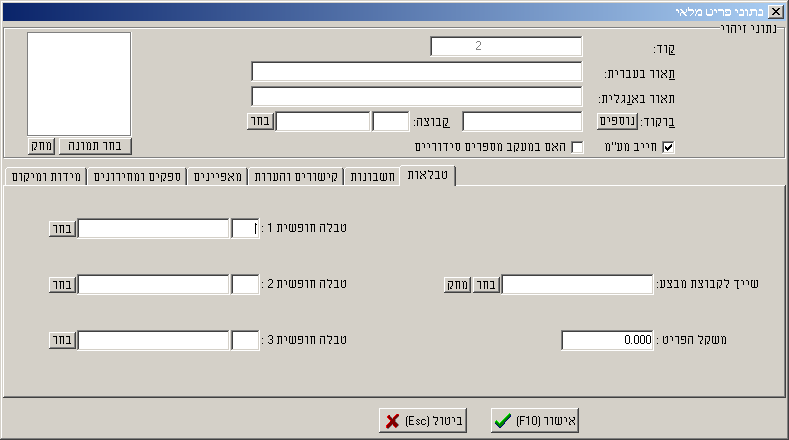 נתוני פריט מלאי
נתוני זיהוי
קוד: 2
תאור בעברית:
תאור באנגלית:
ברקוד: נוספים קבוצה: בחר
חייב מע"מ האם במעקב מספרים סידוריים
בחר תמונה מחק
טבלאות חשבונות קישורים והערות מאפיינים ספקים ומחירונים מידות ומיקום
טבלה חופשית 1 : בחר
שייך לקבוצת מבצע: בחר מחק טבלה חופשית 2 : בחר
משקל הפריט : 0.000 טבלה חופשית 3 : בחר
אישור (F10) ביטול (Esc)